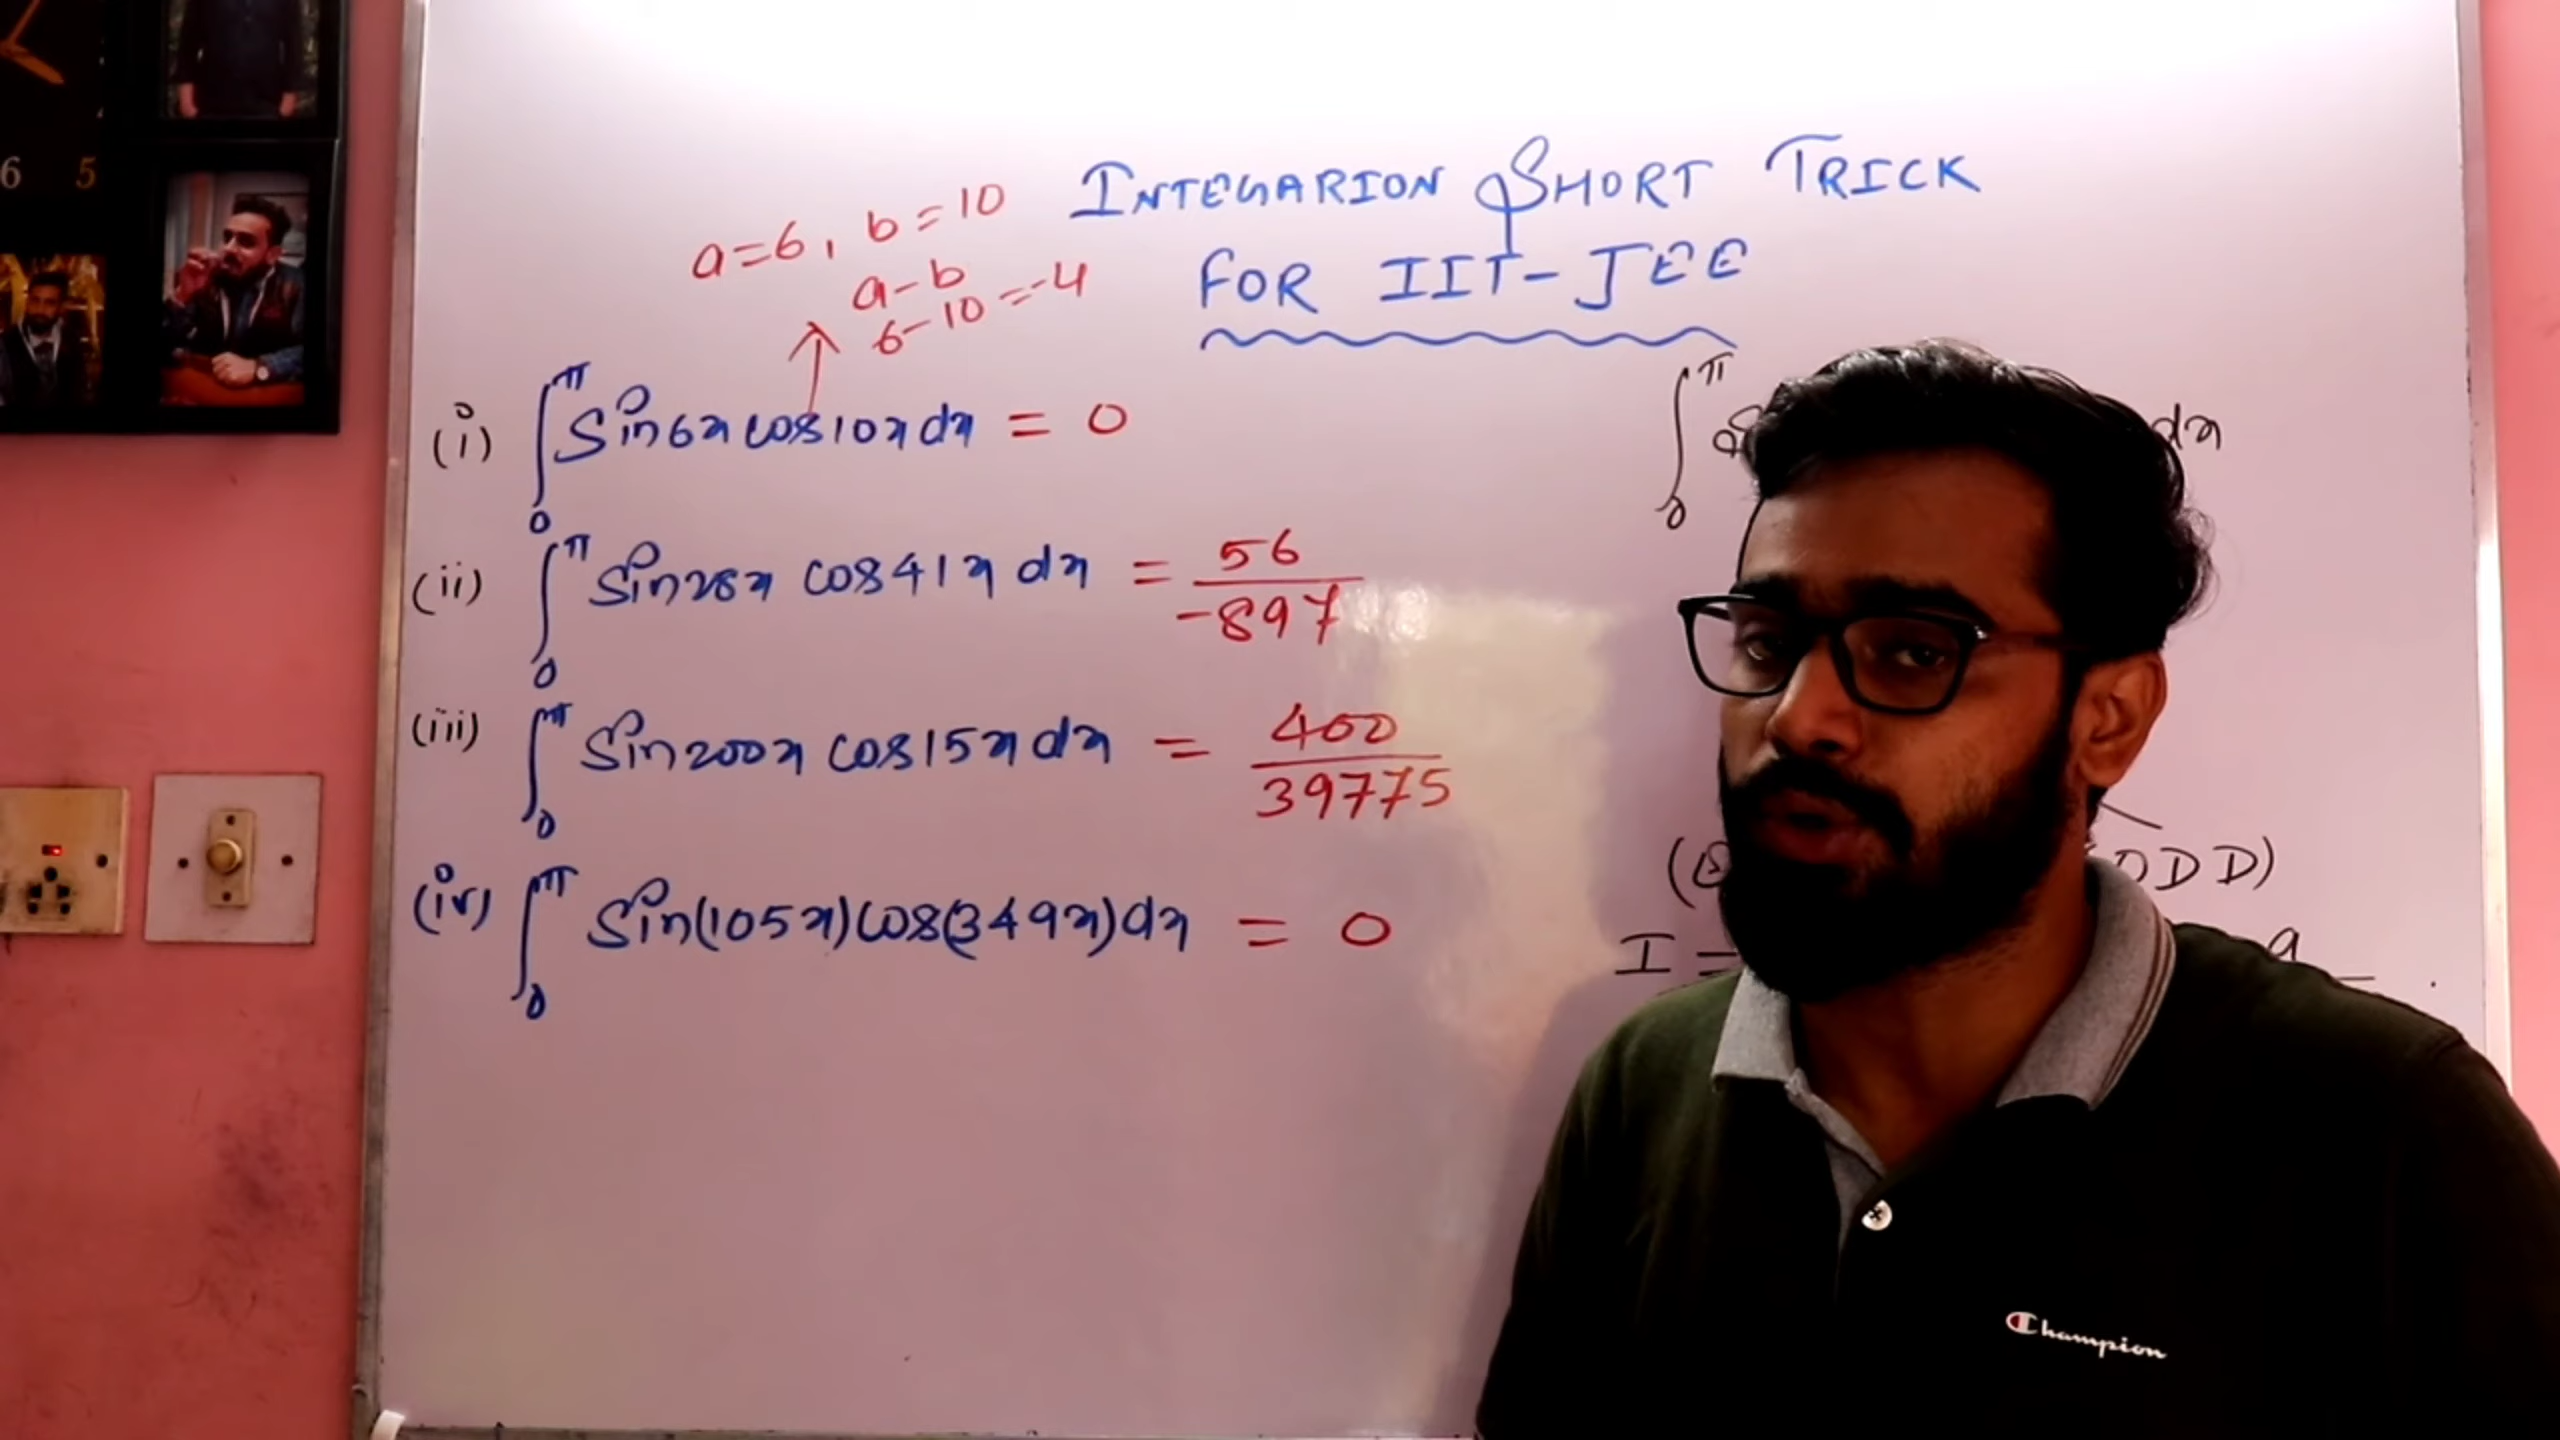 6 5
INTEGARION SHORT TRICK
FOR IIT-JEE
a=6, b=10
a-b
6-10=-4
(i) ∫₀^π sin6x cos10x dx = 0
(ii) ∫₀^π sin28x cos41x dx = 56/-897
(iii) ∫₀^π sin200x cos15x dx = 400/39775
(iv) ∫₀^π sin(105x)cos(349x)dx = 0
∫₀^π dx
ODD)
I =
Champion